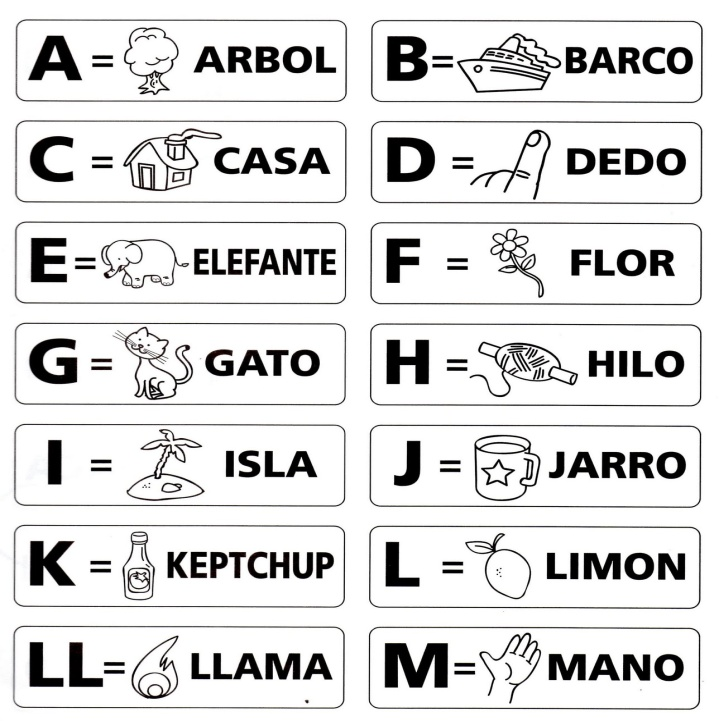 A = ARBOL
B = BARCO
C = CASA
D = DEDO
E = ELEFANTE
F = FLOR
G = GATO
H = HILO
I = ISLA
J = JARRO
K = KEPTCHUP
L = LIMON
LL = LLAMA
M = MANO